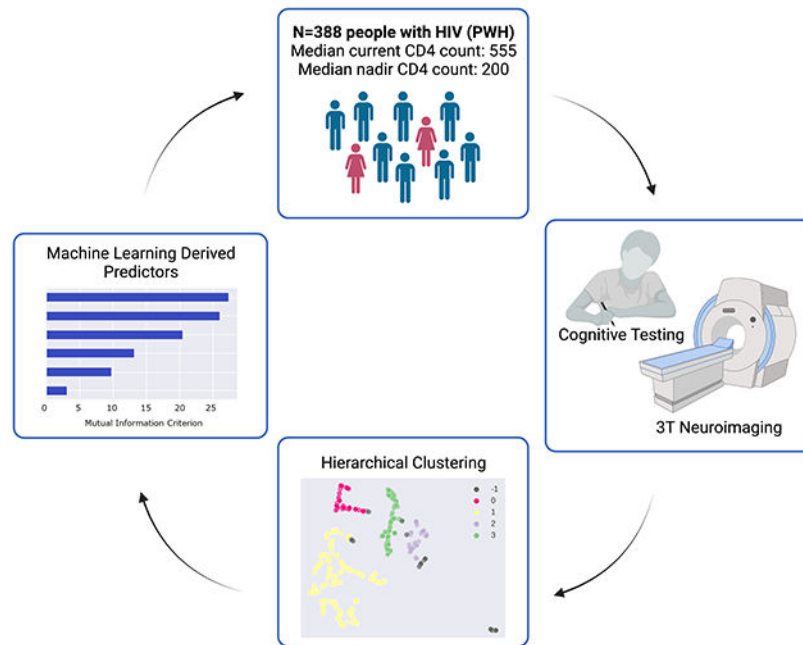 N=388 people with HIV (PWH)
Median current CD4 count: 555
Median nadir CD4 count: 200
Cognitive Testing
3T Neuroimaging
Hierarchical Clustering
-1
0
1
2
3
Machine Learning Derived
Predictors
0 5 10 15 20 25
Mutual Information Criterion